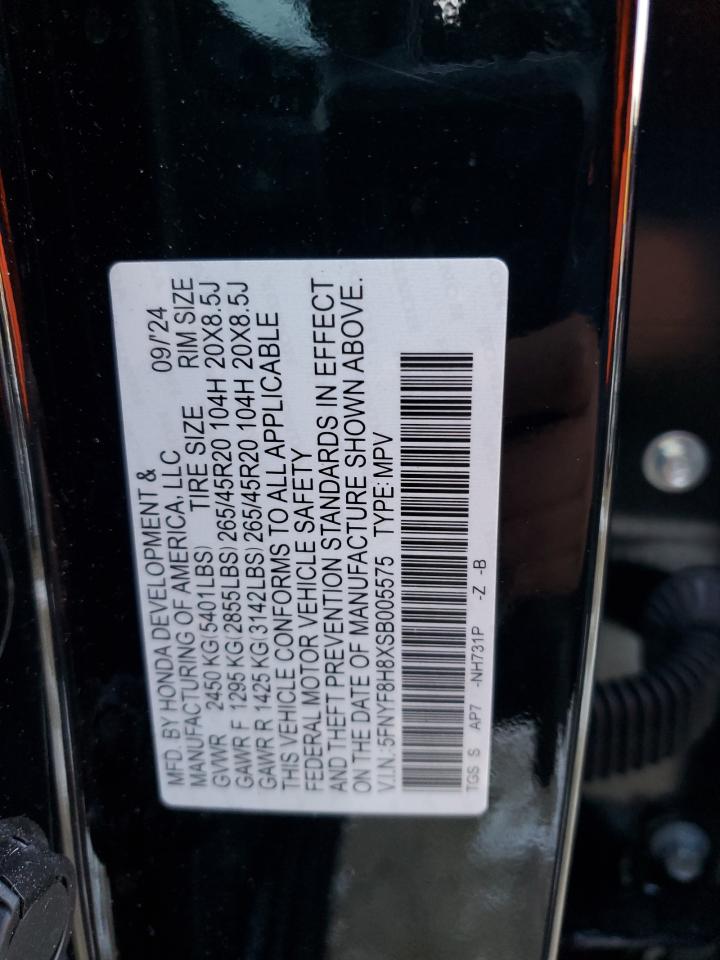 MFD. BY HONDA DEVELOPMENT &
MANUFACTURING OF AMERICA, LLC 09/'24
TIRE SIZE RIM SIZE
GVWR 2450 KG(5401LBS)
GAWR F 1295 KG(2855LBS) 265/45R20 104H 20X8.5J
GAWR R 1425 KG(3142LBS) 265/45R20 104H 20X8.5J
THIS VEHICLE CONFORMS TO ALL APPLICABLE
FEDERAL MOTOR VEHICLE SAFETY
AND THEFT PREVENTION STANDARDS IN EFFECT
ON THE DATE OF MANUFACTURE SHOWN ABOVE.
V.I.N.:5FNYF8H8XSB005575 TYPE:MPV
TGS S AP7 -NH731P -Z -B